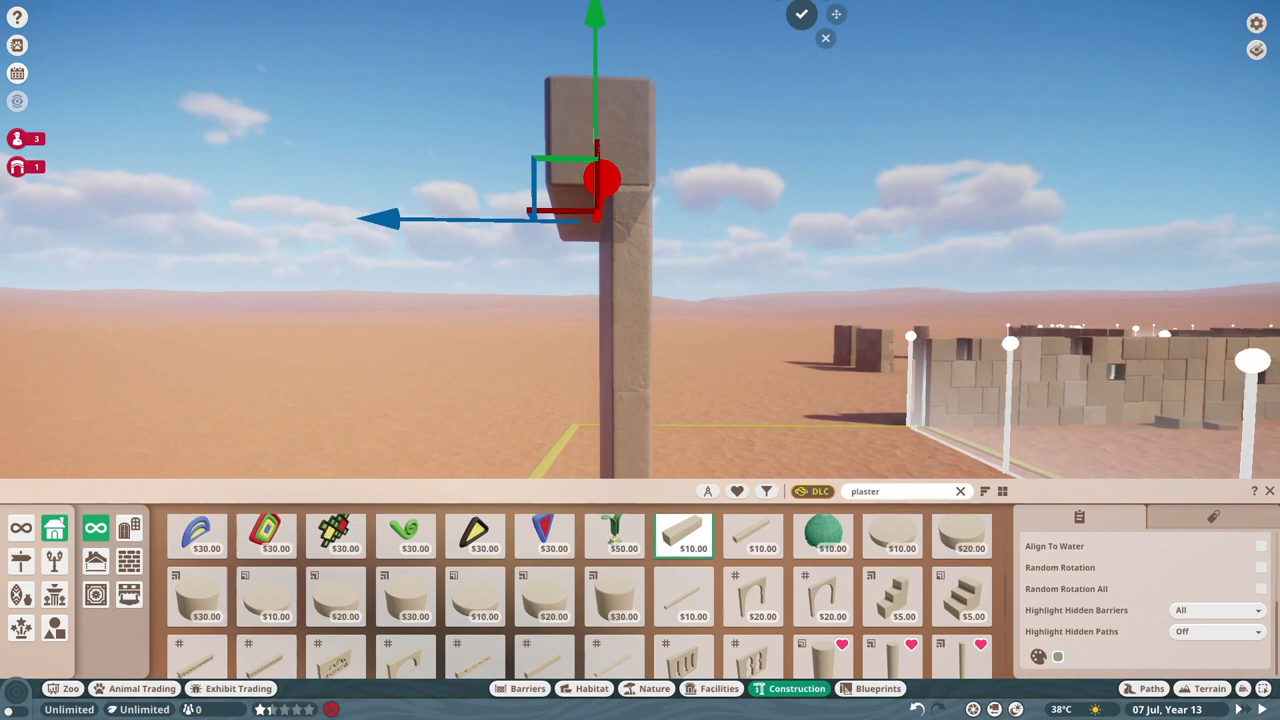 ?
3
1
DLC
plaster
?
$30.00 $30.00 $30.00 $30.00 $30.00 $30.00 $50.00 $10.00 $10.00 $10.00 $10.00 $20.00
$30.00 $10.00 $20.00 $30.00 $10.00 $20.00 $30.00 $10.00 $20.00 $20.00 $5.00 $5.00
Align To Water
Random Rotation
Random Rotation All
Highlight Hidden Barriers All
Highlight Hidden Paths Off
Zoo Animal Trading Exhibit Trading Barriers Habitat Nature Facilities Construction Blueprints Paths Terrain
Unlimited Unlimited 0 38°C 07 Jul, Year 13